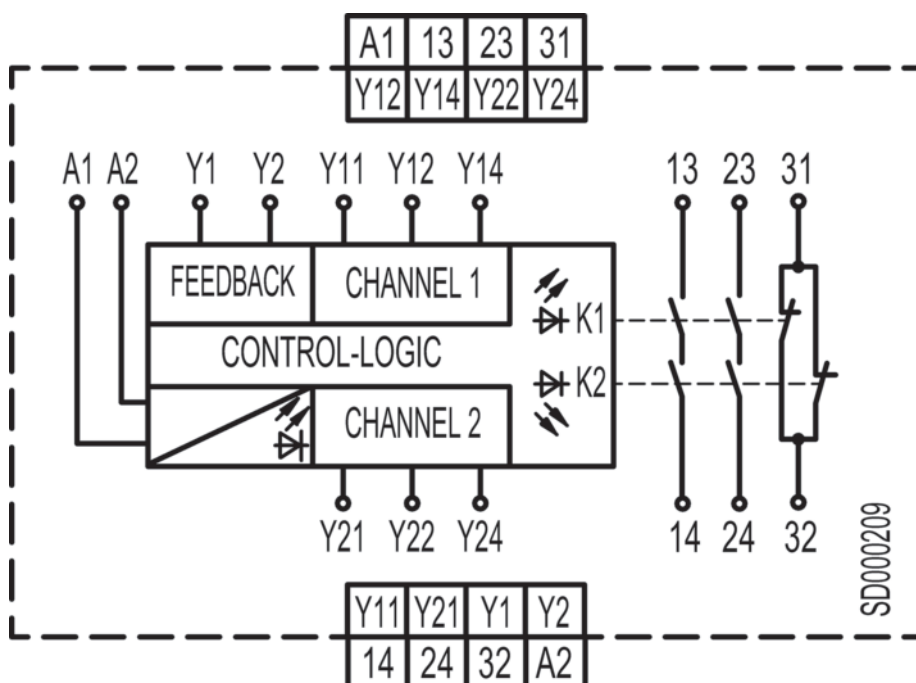 A1 13 23 31
Y12 Y14 Y22 Y24
A1 A2 Y1 Y2 Y11 Y12 Y14 13 23 31
FEEDBACK CHANNEL 1
K1
CONTROL-LOGIC
K2
CHANNEL 2
Y21 Y22 Y24 14 24 32
SD000209
Y11 Y21 Y1 Y2
14 24 32 A2